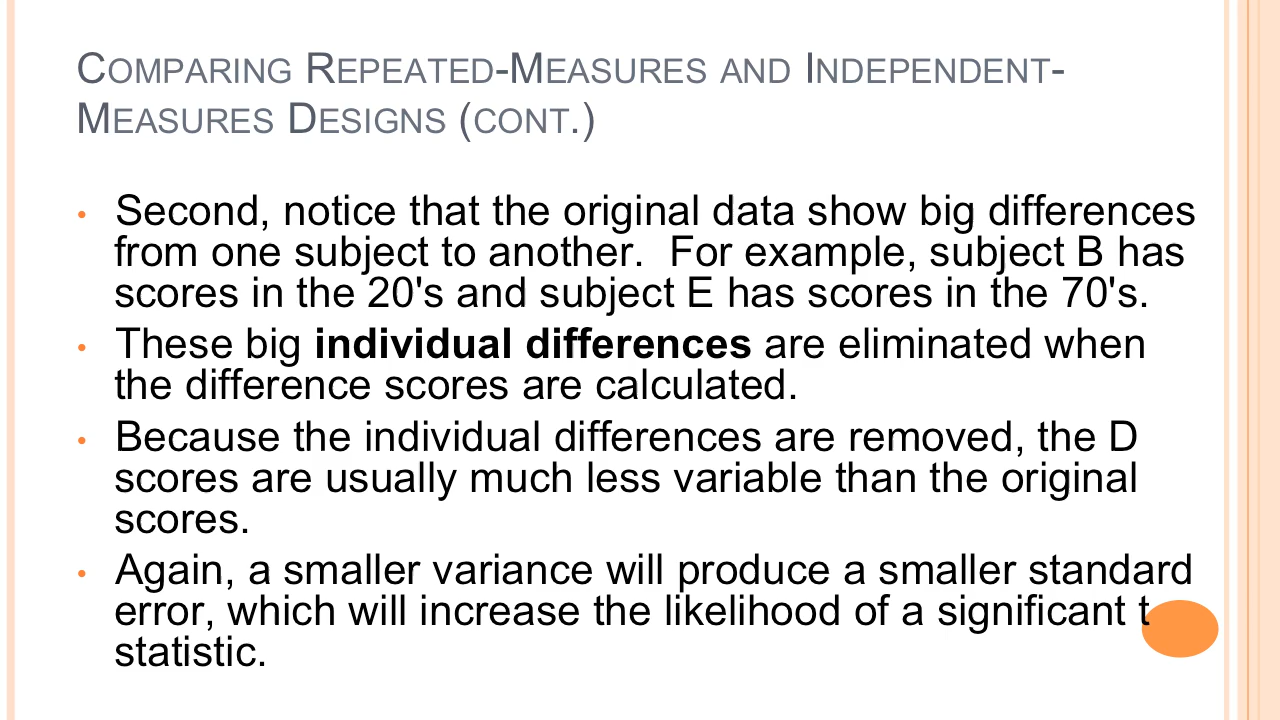 Comparing Repeated-Measures and Independent-
Measures Designs (cont.)
• Second, notice that the original data show big differences
from one subject to another.  For example, subject B has
scores in the 20's and subject E has scores in the 70's.
• These big individual differences are eliminated when
the difference scores are calculated.
• Because the individual differences are removed, the D
scores are usually much less variable than the original
scores.
• Again, a smaller variance will produce a smaller standard
error, which will increase the likelihood of a significant t
statistic.